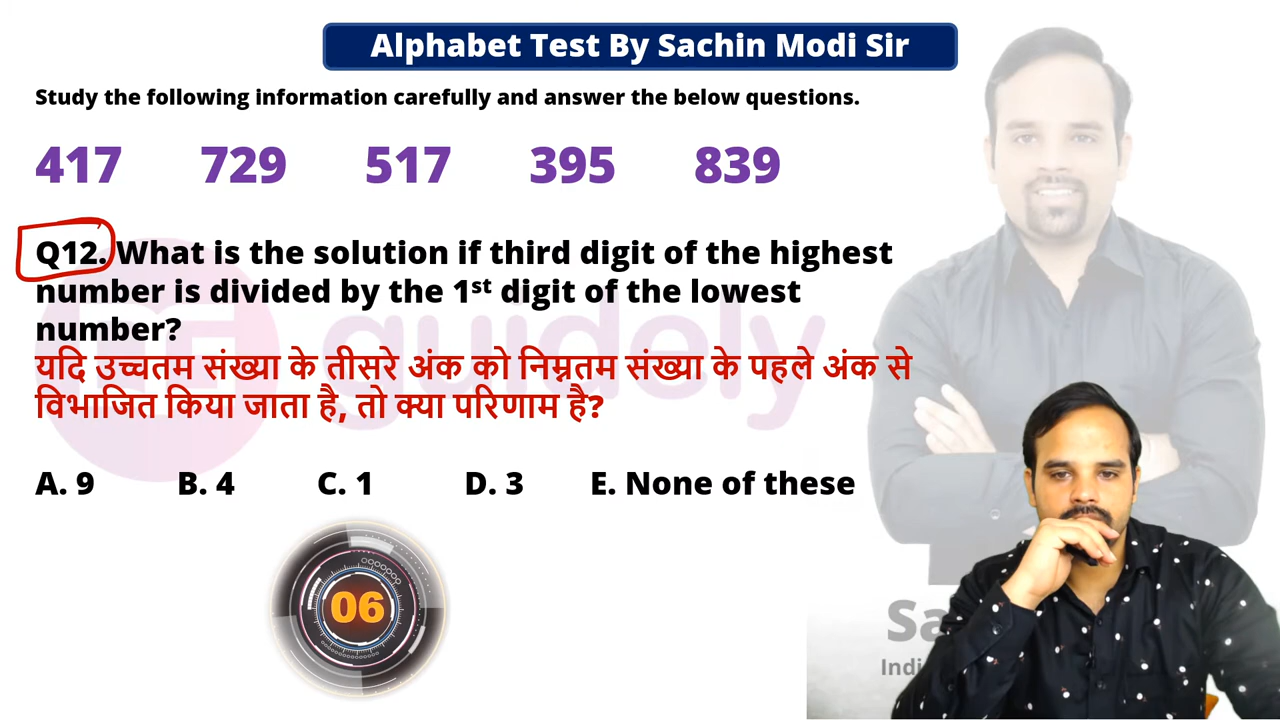 Alphabet Test By Sachin Modi Sir
Study the following information carefully and answer the below questions.
417 729 517 395 839
Q12. What is the solution if third digit of the highest
number is divided by the 1st digit of the lowest
number?
यदि उच्चतम संख्या के तीसरे अंक को निम्नतम संख्या के पहले अंक से
विभाजित किया जाता है, तो क्या परिणाम है?
A. 9 B. 4 C. 1 D. 3 E. None of these
06
guidely
Sa
Indi